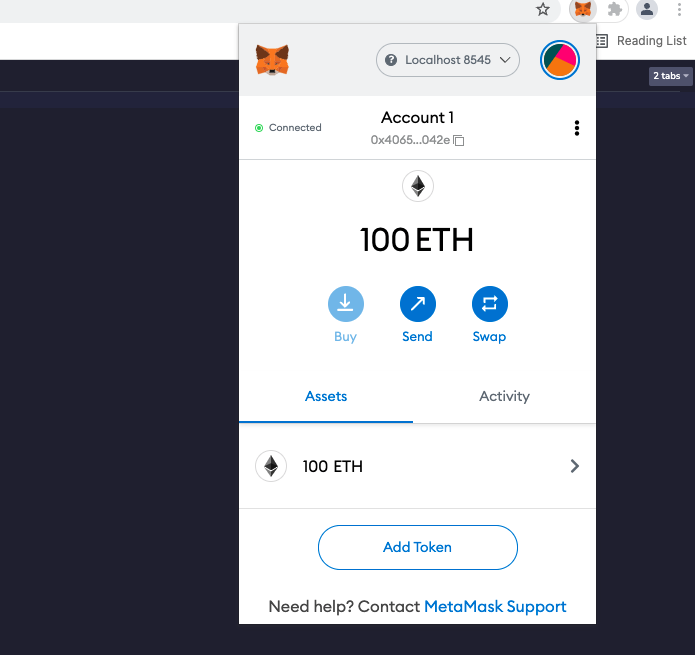 Reading List
2 tabs
Localhost 8545
Connected
Account 1
0x4065...042e
100 ETH
Buy
Send
Swap
Assets
Activity
100 ETH
Add Token
Need help? Contact MetaMask Support